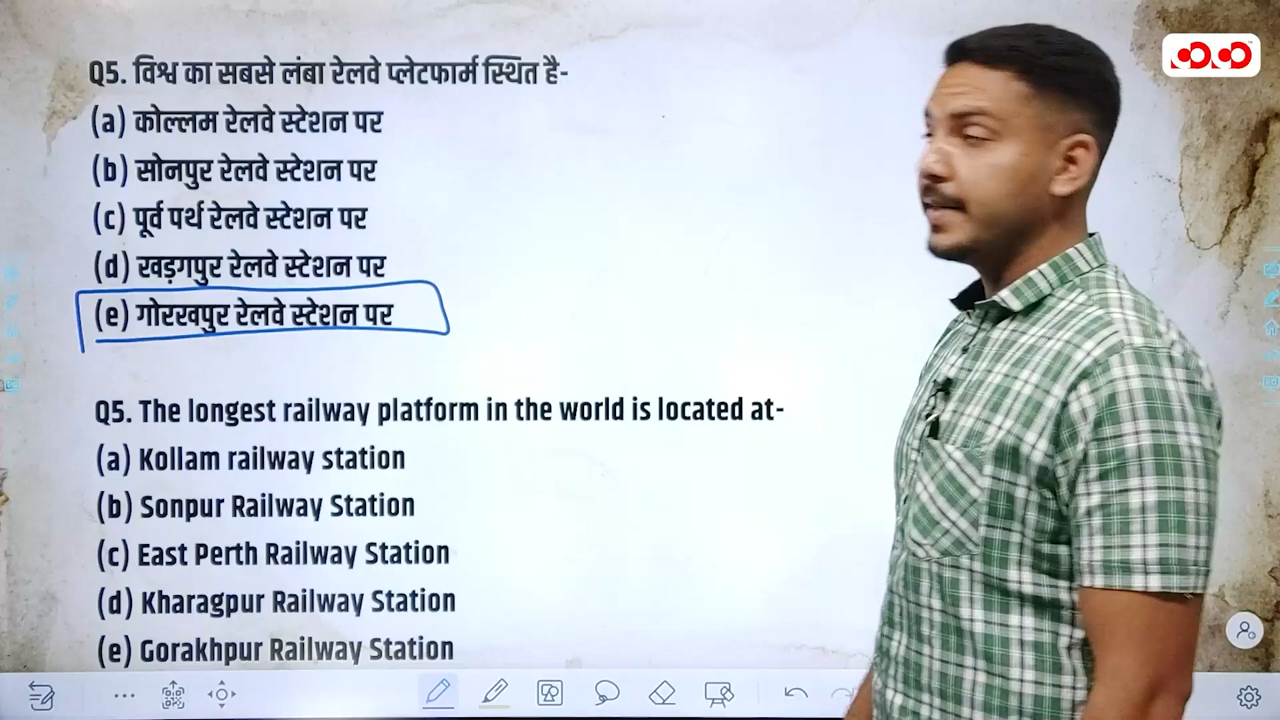 Q5. विश्व का सबसे लंबा रेलवे प्लेटफार्म स्थित है-
(a) कोल्लम रेलवे स्टेशन पर
(b) सोनपुर रेलवे स्टेशन पर
(c) पूर्व पर्थ रेलवे स्टेशन पर
(d) खड़गपुर रेलवे स्टेशन पर
(e) गोरखपुर रेलवे स्टेशन पर
Q5. The longest railway platform in the world is located at-
(a) Kollam railway station
(b) Sonpur Railway Station
(c) East Perth Railway Station
(d) Kharagpur Railway Station
(e) Gorakhpur Railway Station